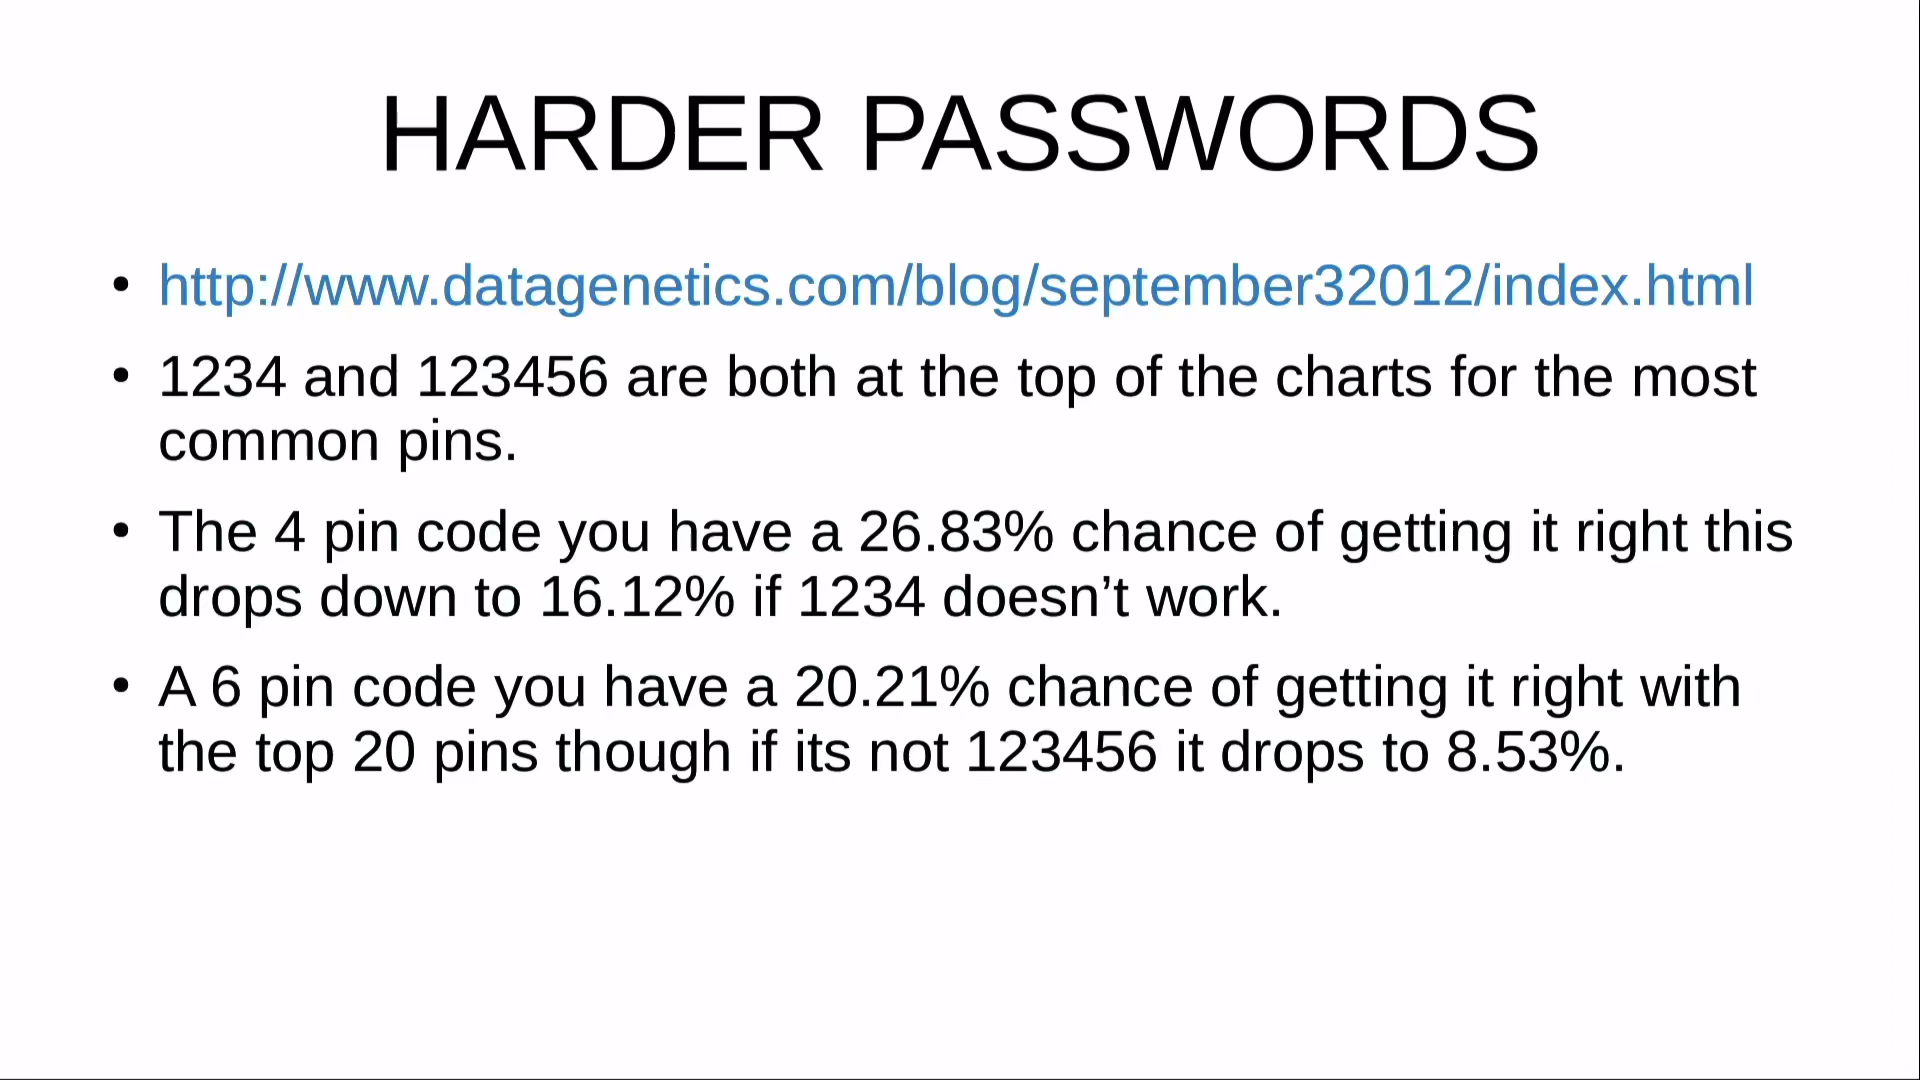 HARDER PASSWORDS
• http://www.datagenetics.com/blog/september32012/index.html
• 1234 and 123456 are both at the top of the charts for the most
common pins.
• The 4 pin code you have a 26.83% chance of getting it right this
drops down to 16.12% if 1234 doesn’t work.
• A 6 pin code you have a 20.21% chance of getting it right with
the top 20 pins though if its not 123456 it drops to 8.53%.